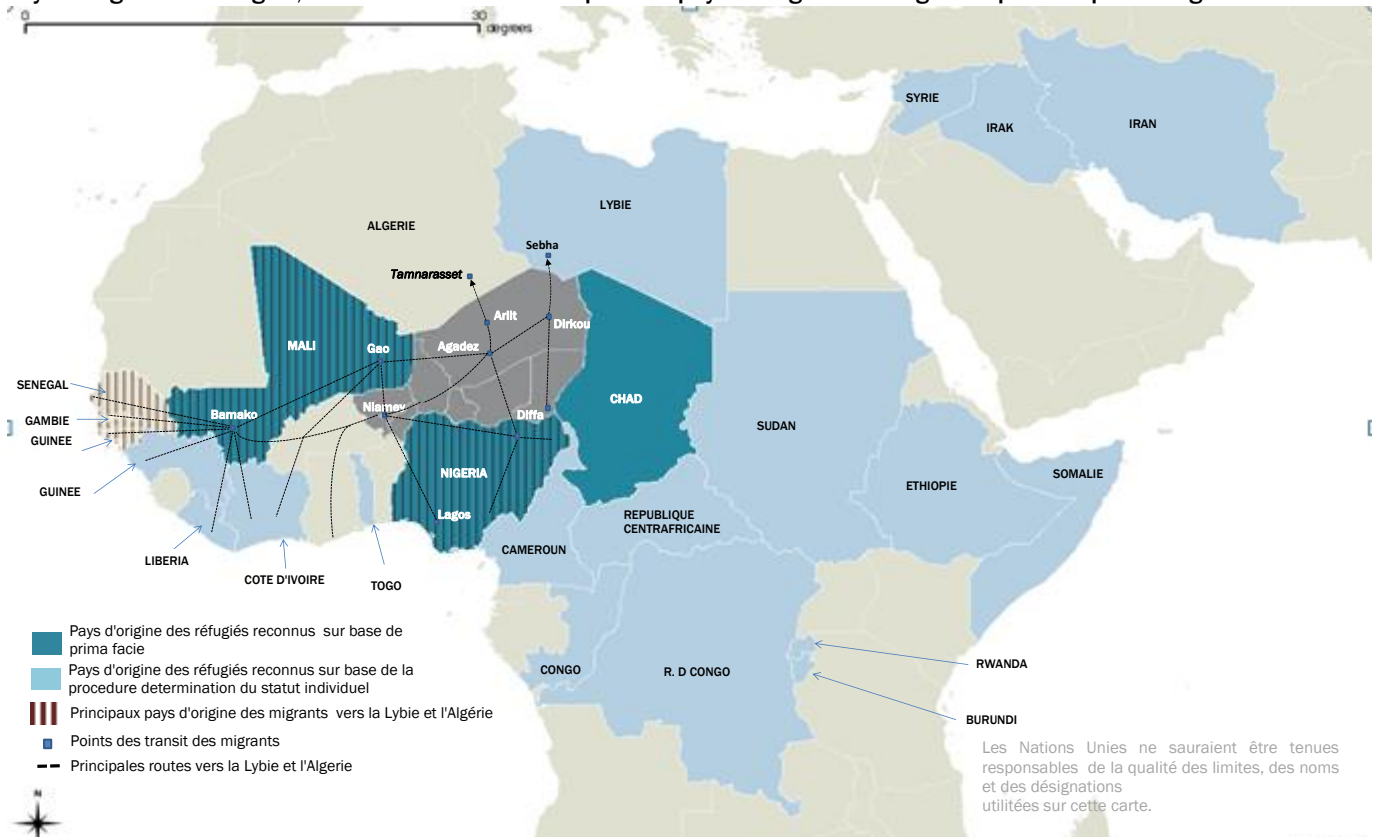 0
30
degrees
SYRIE
IRAK
IRAN
LYBIE
ALGERIE
Sebha
Tamnarasset
Arlit
Dirkou
MALI
Gao
Agadez
SENEGAL
CHAD
Niamey
Bamako
Diffa
GAMBIE
SUDAN
GUINEE
NIGERIA
SOMALIE
ETHIOPIE
GUINEE
Lagos
REPUBLIQUE
CENTRAFRICAINE
CAMEROUN
LIBERIA
COTE D'IVOIRE
TOGO
Pays d'origine des réfugiés reconnus sur base de
prima facie
Pays d'origine des réfugiés reconnus sur base de la
procedure determination du statut individuel
Principaux pays d'origine des migrants vers la Lybie et l'Algérie
Points des transit des migrants
Principales routes vers la Lybie et l'Algerie
CONGO
R. D CONGO
RWANDA
BURUNDI
Les Nations Unies ne sauraient être tenues
responsables de la qualité des limites, des noms
et des désignations
utilitées sur cette carte.
N